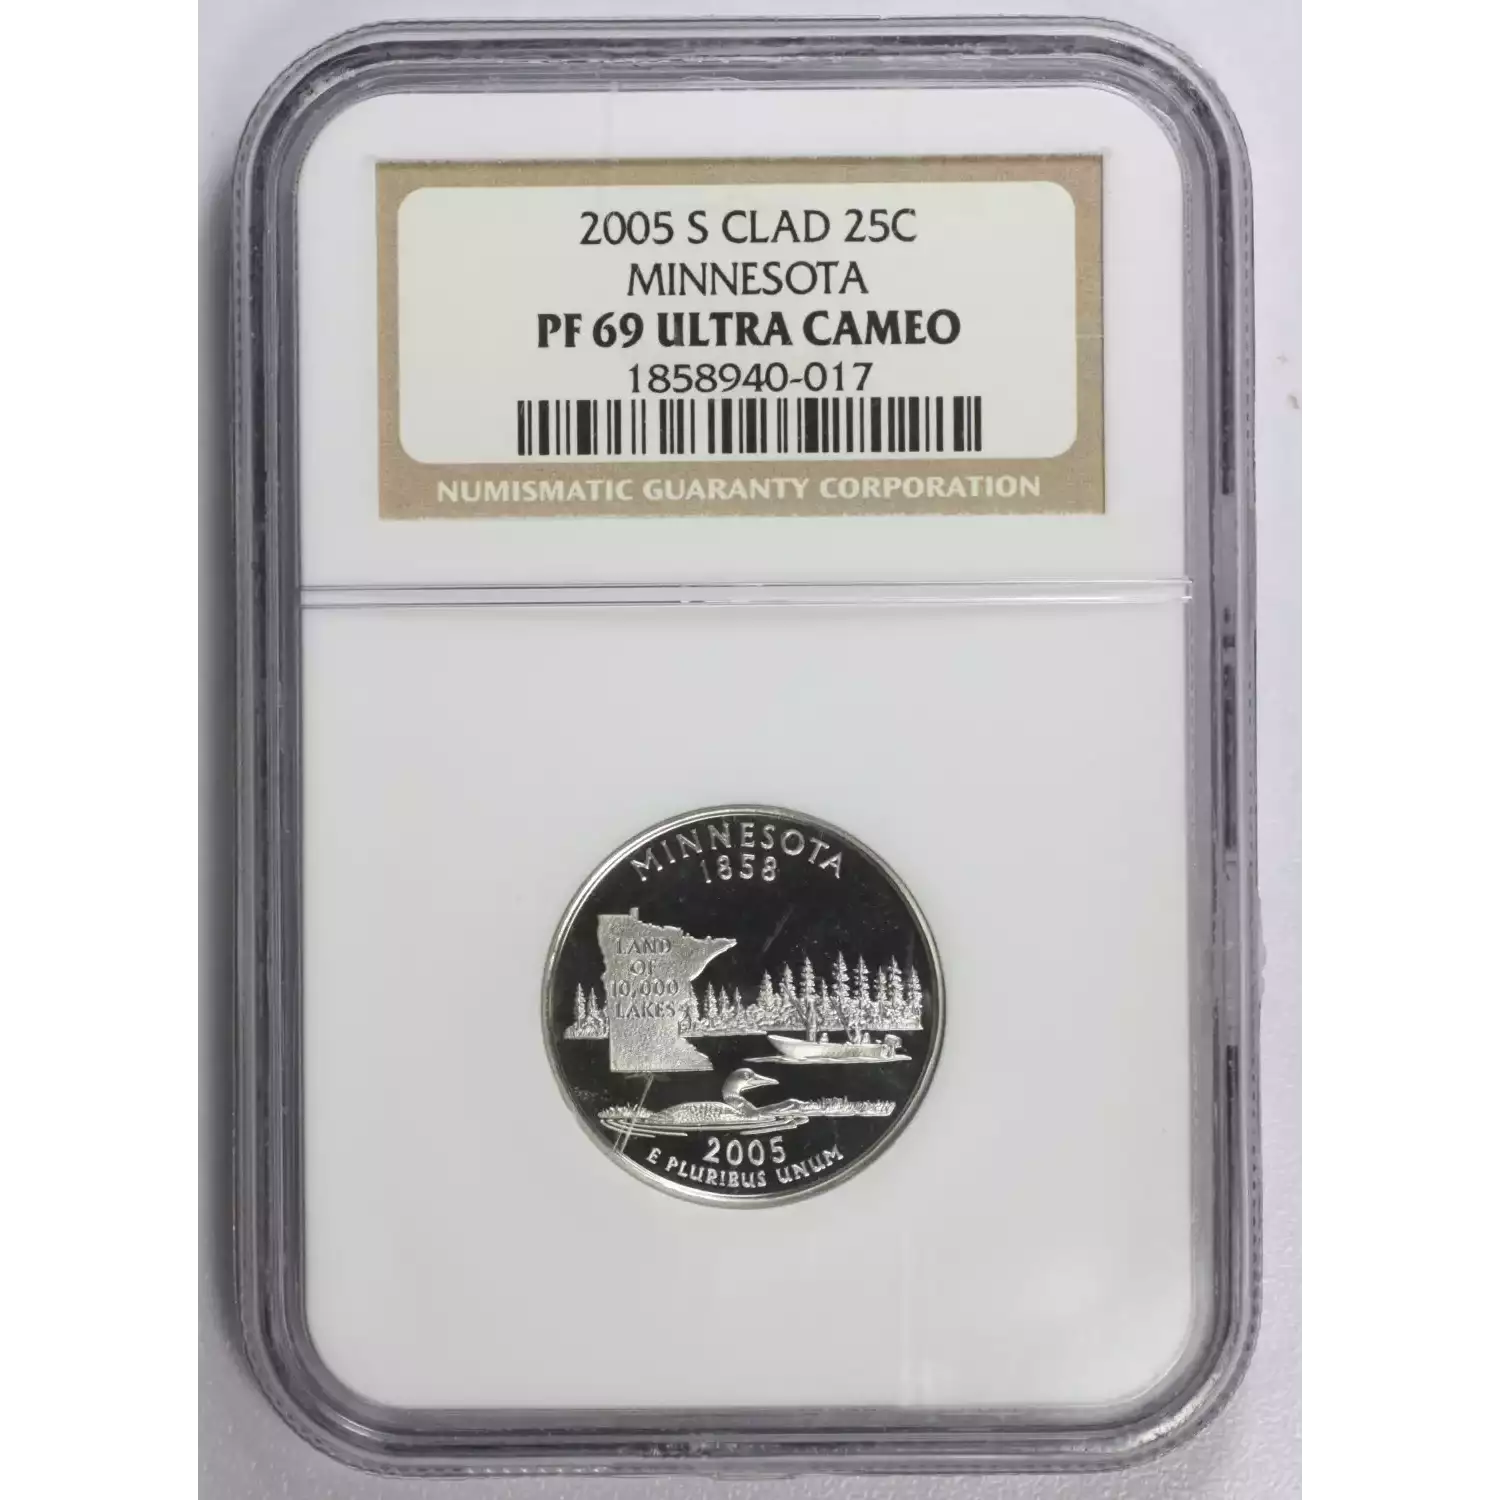 2005 S CLAD 25C
MINNESOTA
PF 69 ULTRA CAMEO
1858940-017
NUMISMATIC GUARANTY CORPORATION
MINNESOTA
1858
LAND
OF
10,000
LAKES
2005
E PLURIBUS UNUM